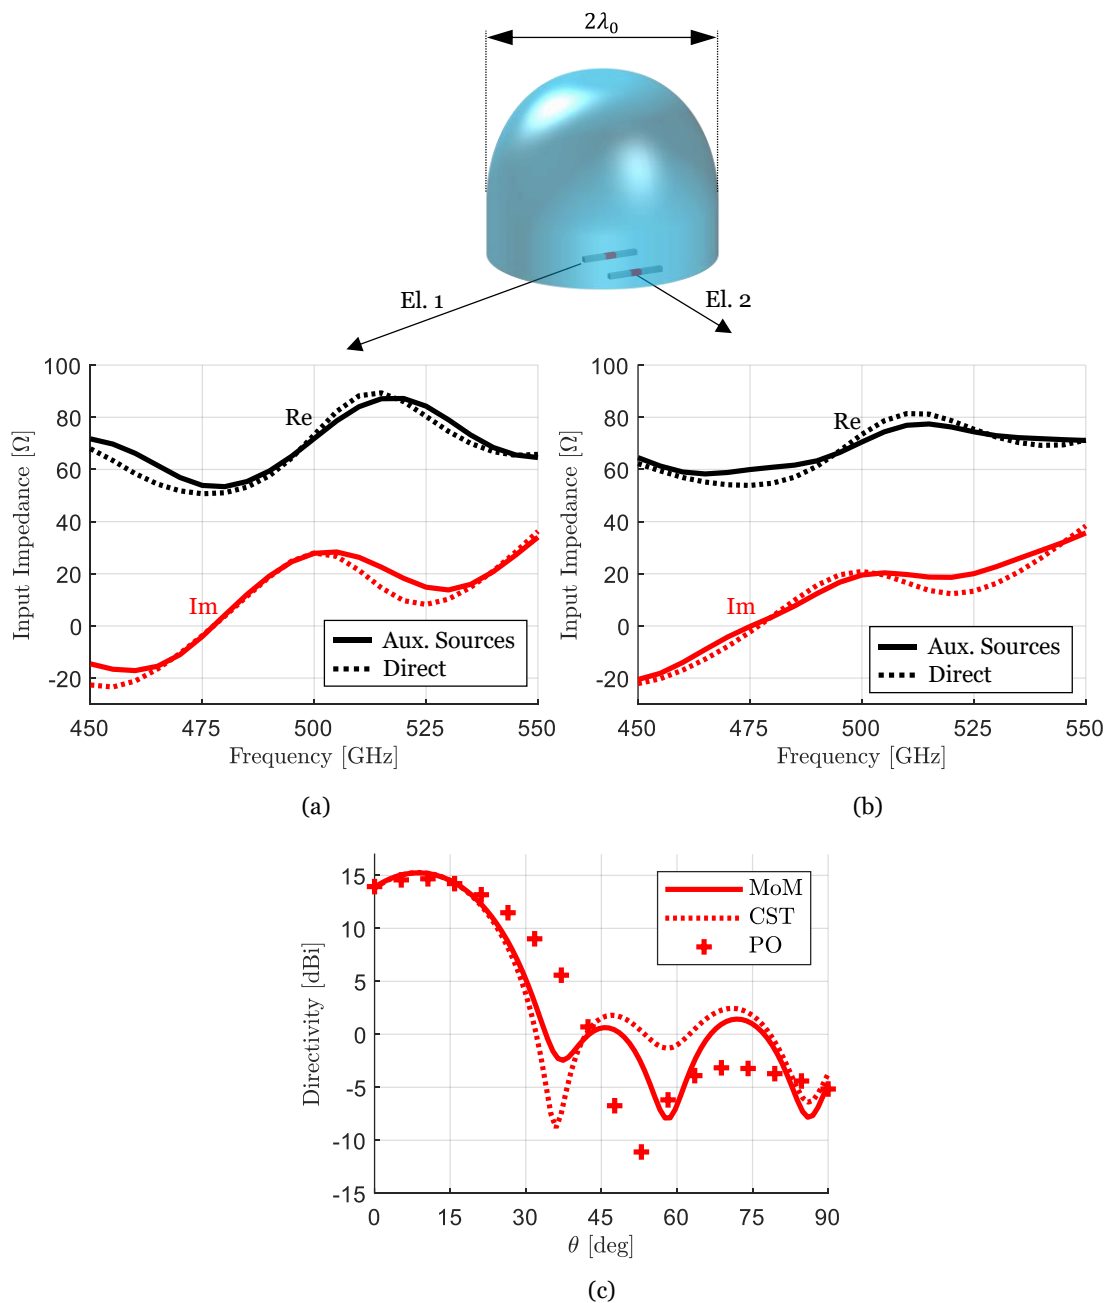 2λ₀
El. 1
El. 2
100
80
60
40
20
0
-20
Input Impedance [Ω]
Re
Im
Aux. Sources
Direct
450 475 500 525 550
Frequency [GHz]
(a)
100
80
60
40
20
0
-20
Input Impedance [Ω]
Re
Im
Aux. Sources
Direct
450 475 500 525 550
Frequency [GHz]
(b)
15
10
5
0
-5
-10
-15
Directivity [dBi]
MoM
CST
PO
0 15 30 45 60 75 90
θ [deg]
(c)